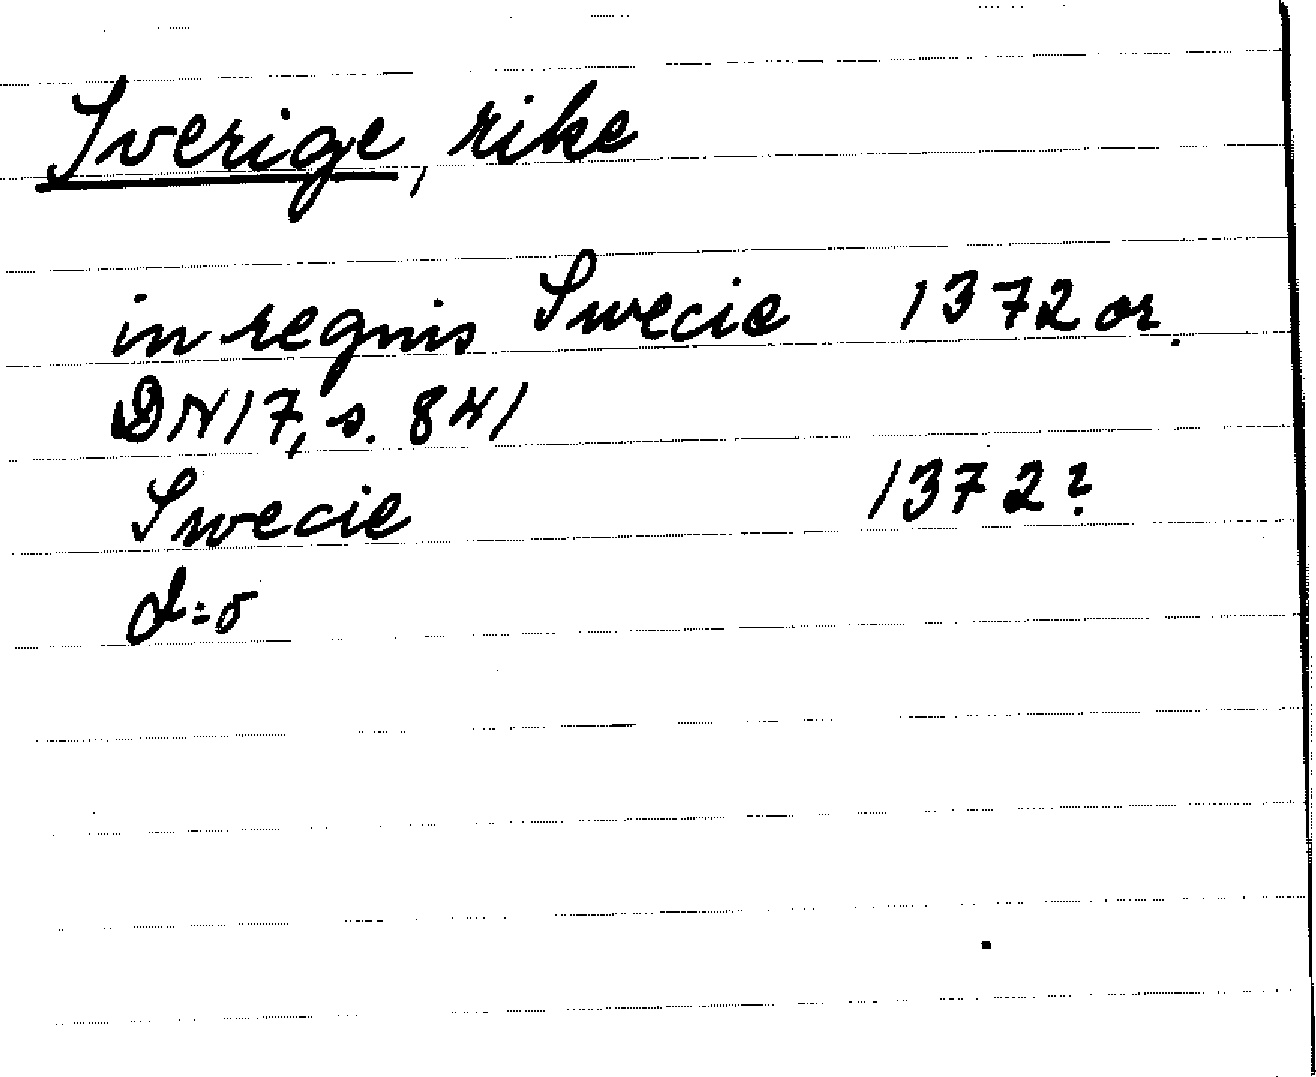 Sverige, rike
in regnis Swecie 1372 or.
DN17, s. 841
Swecie 1372?
d:o